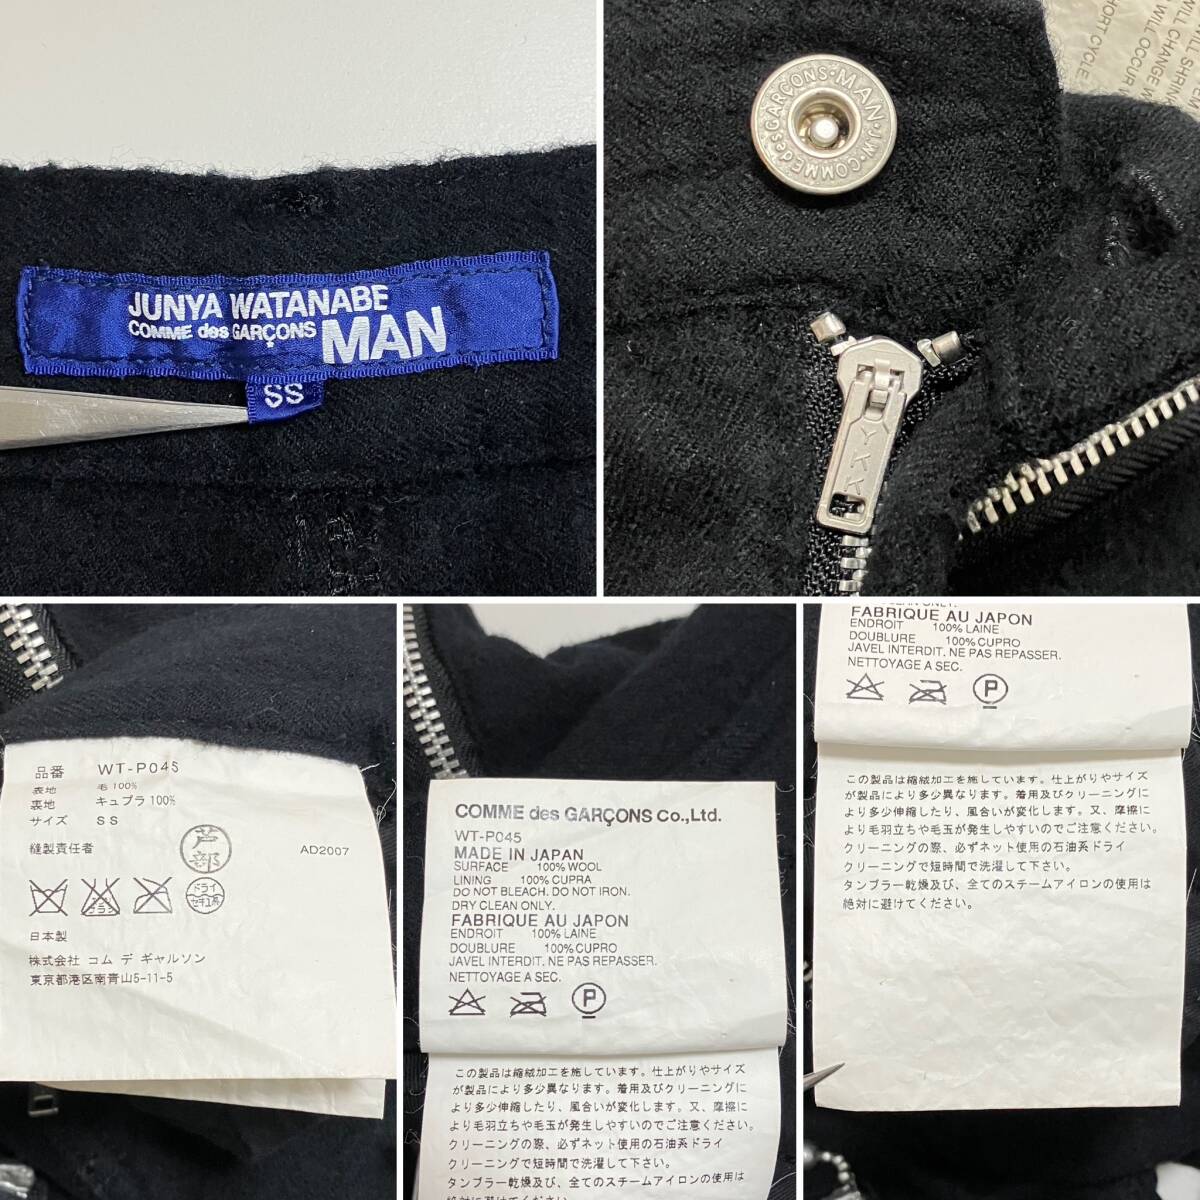 JUNYA WATANABE
COMME des GARÇONS MAN
SS
COMME des GARÇONS · MAN · J.W ·
YKK
WILL SHRINK
WILL CHANGE
WILL OCCUR
SHORT CYCLE
品番 WT-P045
表地 毛 100%
裏地 キュプラ 100%
サイズ SS
縫製責任者 芦部
AD2007
ドライ
セキユ系
日本製
株式会社 コム デ ギャルソン
東京都港区南青山5-11-5
COMME des GARÇONS Co.,Ltd.
WT-P045
MADE IN JAPAN
SURFACE 100% WOOL
LINING 100% CUPRA
DO NOT BLEACH. DO NOT IRON.
DRY CLEAN ONLY.
FABRIQUE AU JAPON
ENDROIT 100% LAINE
DOUBLURE 100% CUPRO
JAVEL INTERDIT. NE PAS REPASSER.
NETTOYAGE A SEC.
P
この製品は縮絨加工を施しています。仕上がりやサイズ
が製品により多少異なります。着用及びクリーニングに
より多少伸縮したり、風合いが変化します。又、摩擦に
より毛羽立ちや毛玉が発生しやすいのでご注意ください。
クリーニングの際、必ずネット使用の石油系ドライ
クリーニングで短時間で洗濯して下さい。
タンブラー乾燥及び、全てのスチームアイロンの使用は
絶対に避けてください。
CLEAN ONLY.
FABRIQUE AU JAPON
ENDROIT 100% LAINE
DOUBLURE 100% CUPRO
JAVEL INTERDIT. NE PAS REPASSER.
NETTOYAGE A SEC.
P
この製品は縮絨加工を施しています。仕上がりやサイズ
が製品により多少異なります。着用及びクリーニングに
より多少伸縮したり、風合いが変化します。又、摩擦に
より毛羽立ちや毛玉が発生しやすいのでご注意ください。
クリーニングの際、必ずネット使用の石油系ドライ
クリーニングで短時間で洗濯して下さい。
タンブラー乾燥及び、全てのスチームアイロンの使用は
絶対に避けてください。